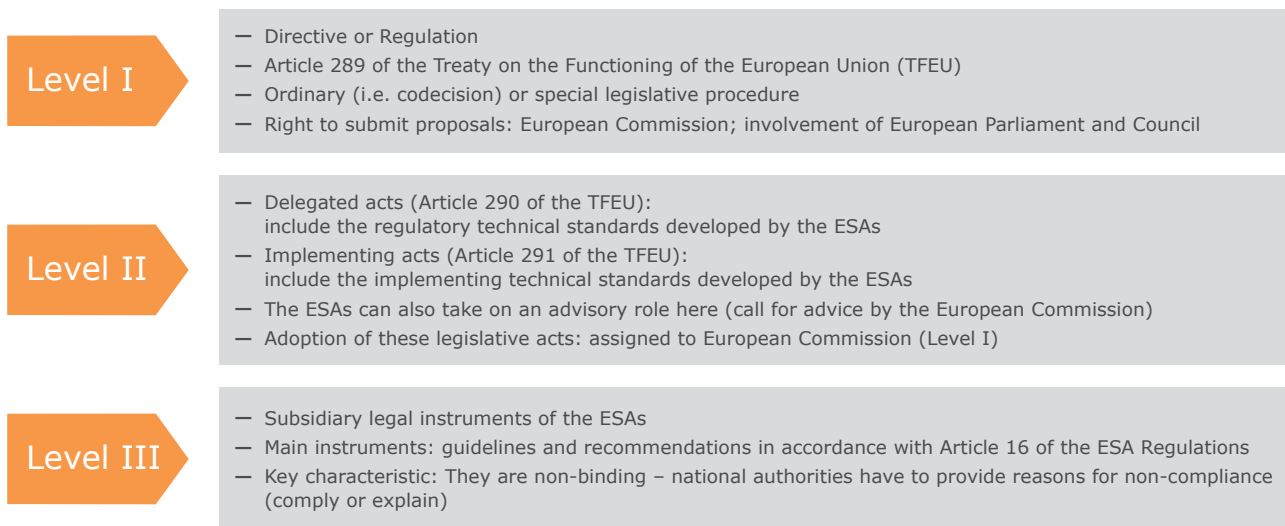 Level I
— Directive or Regulation
— Article 289 of the Treaty on the Functioning of the European Union (TFEU)
— Ordinary (i.e. codecision) or special legislative procedure
— Right to submit proposals: European Commission; involvement of European Parliament and Council
Level II
— Delegated acts (Article 290 of the TFEU):
include the regulatory technical standards developed by the ESAs
— Implementing acts (Article 291 of the TFEU):
include the implementing technical standards developed by the ESAs
— The ESAs can also take on an advisory role here (call for advice by the European Commission)
— Adoption of these legislative acts: assigned to European Commission (Level I)
Level III
— Subsidiary legal instruments of the ESAs
— Main instruments: guidelines and recommendations in accordance with Article 16 of the ESA Regulations
— Key characteristic: They are non-binding – national authorities have to provide reasons for non-compliance
(comply or explain)